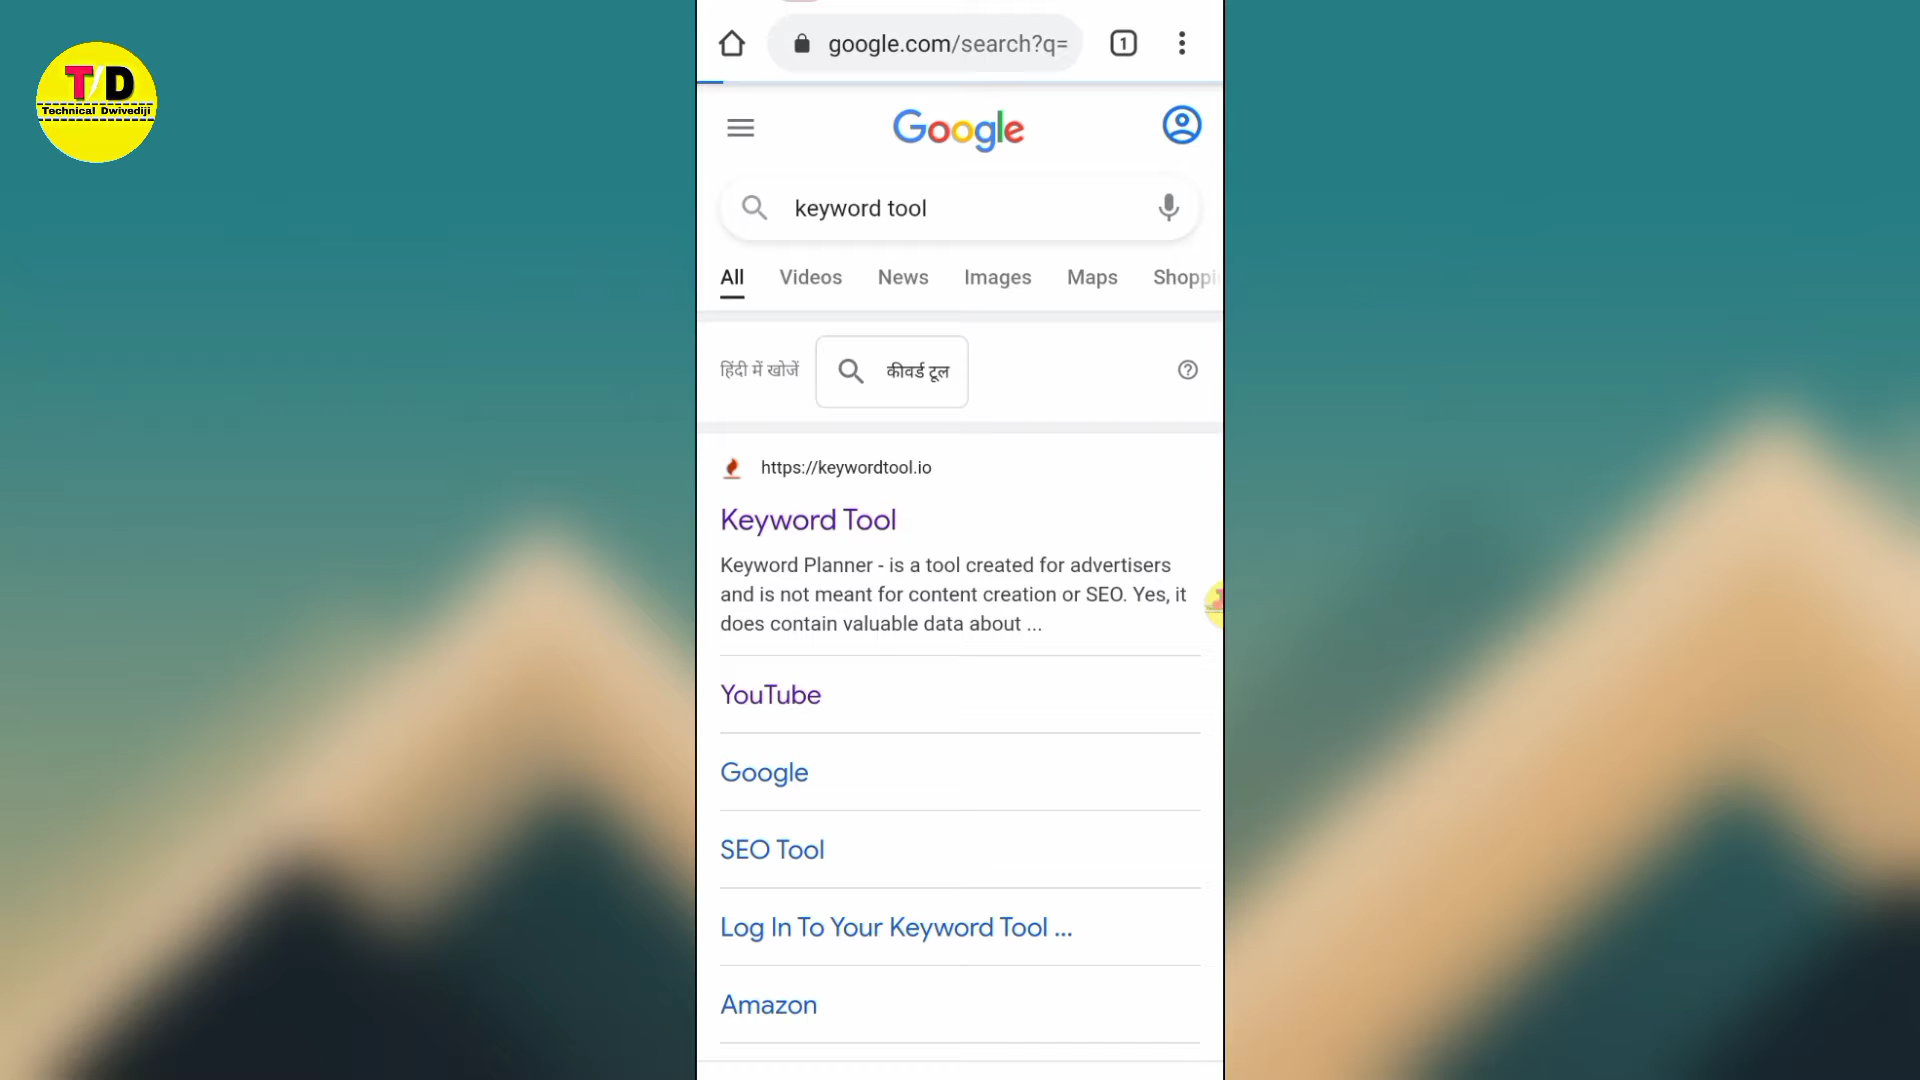 T/D
Technical Dwivediji
google.com/search?q=
1
Google
keyword tool
All Videos News Images Maps Shoppi
हिंदी में खोजें
कीवर्ड टूल
https://keywordtool.io
Keyword Tool
Keyword Planner - is a tool created for advertisers
and is not meant for content creation or SEO. Yes, it
does contain valuable data about ...
YouTube
Google
SEO Tool
Log In To Your Keyword Tool ...
Amazon